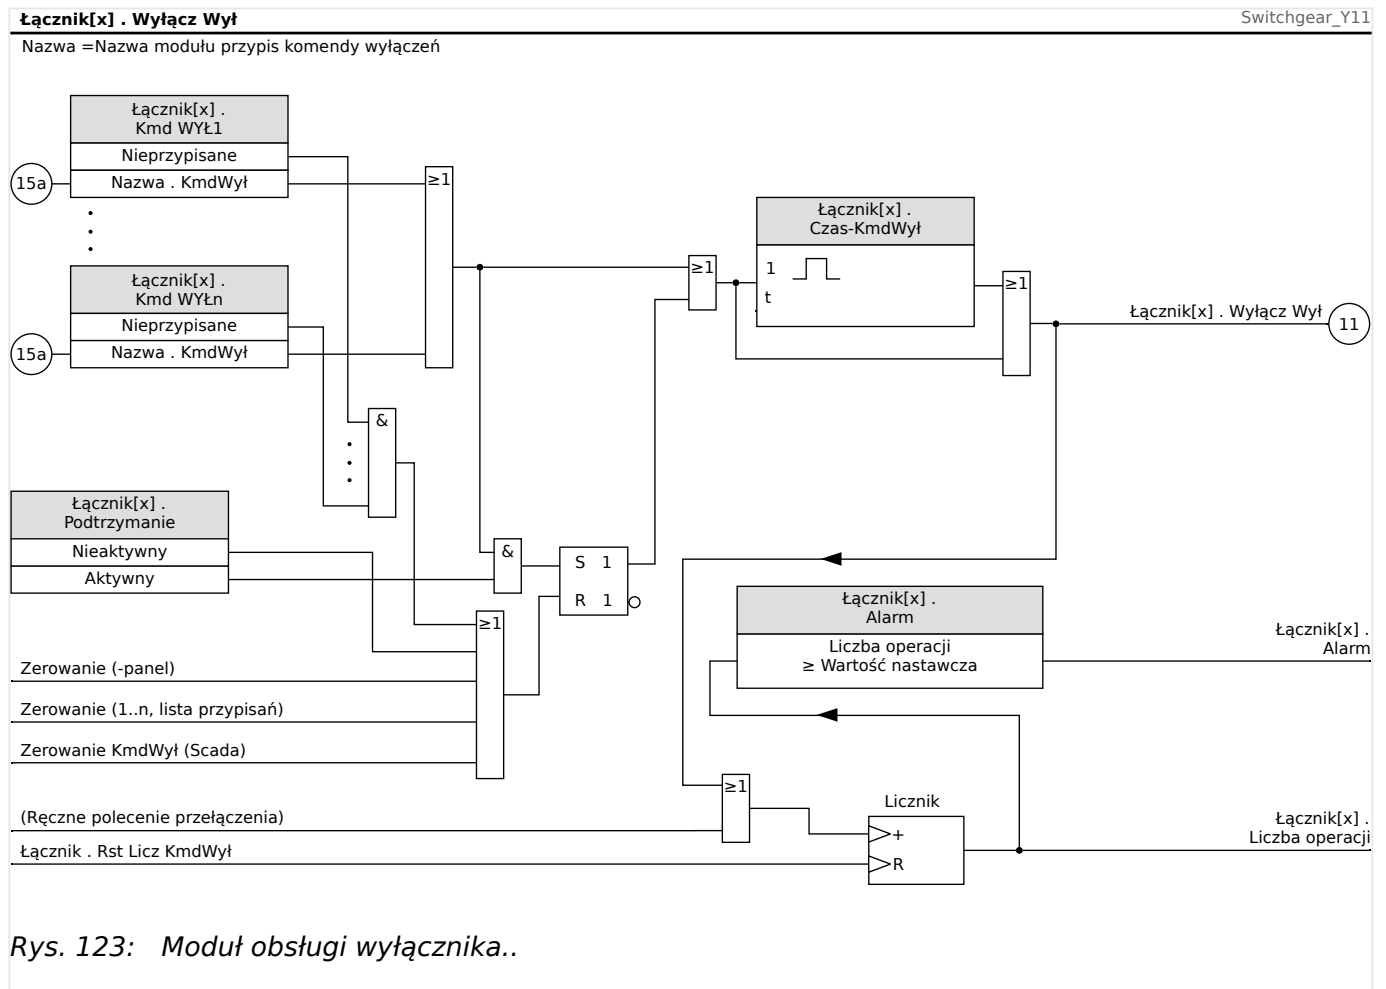 Łącznik[x] . Wyłącz Wył
Switchgear_Y11
Nazwa =Nazwa modułu przypis komendy wyłączeń
Łącznik[x] .
Kmd WYŁ1
Nieprzypisane
15a
Nazwa . KmdWył
≥1
Łącznik[x] .
Czas-KmdWył
1
t
≥1
≥1
Łącznik[x] . Wyłącz Wył
11
Łącznik[x] .
Kmd WYŁn
Nieprzypisane
15a
Nazwa . KmdWył
&
Łącznik[x] .
Podtrzymanie
Nieaktywny
Aktywny
&
S 1
R 1
≥1
Zerowanie (-panel)
Zerowanie (1..n, lista przypisań)
Zerowanie KmdWył (Scada)
Łącznik[x] .
Alarm
Liczba operacji
≥ Wartość nastawcza
Łącznik[x] .
Alarm
≥1
(Ręczne polecenie przełączenia)
Łącznik . Rst Licz KmdWył
Licznik
+
R
Łącznik[x] .
Liczba operacji
Rys. 123: Moduł obsługi wyłącznika..